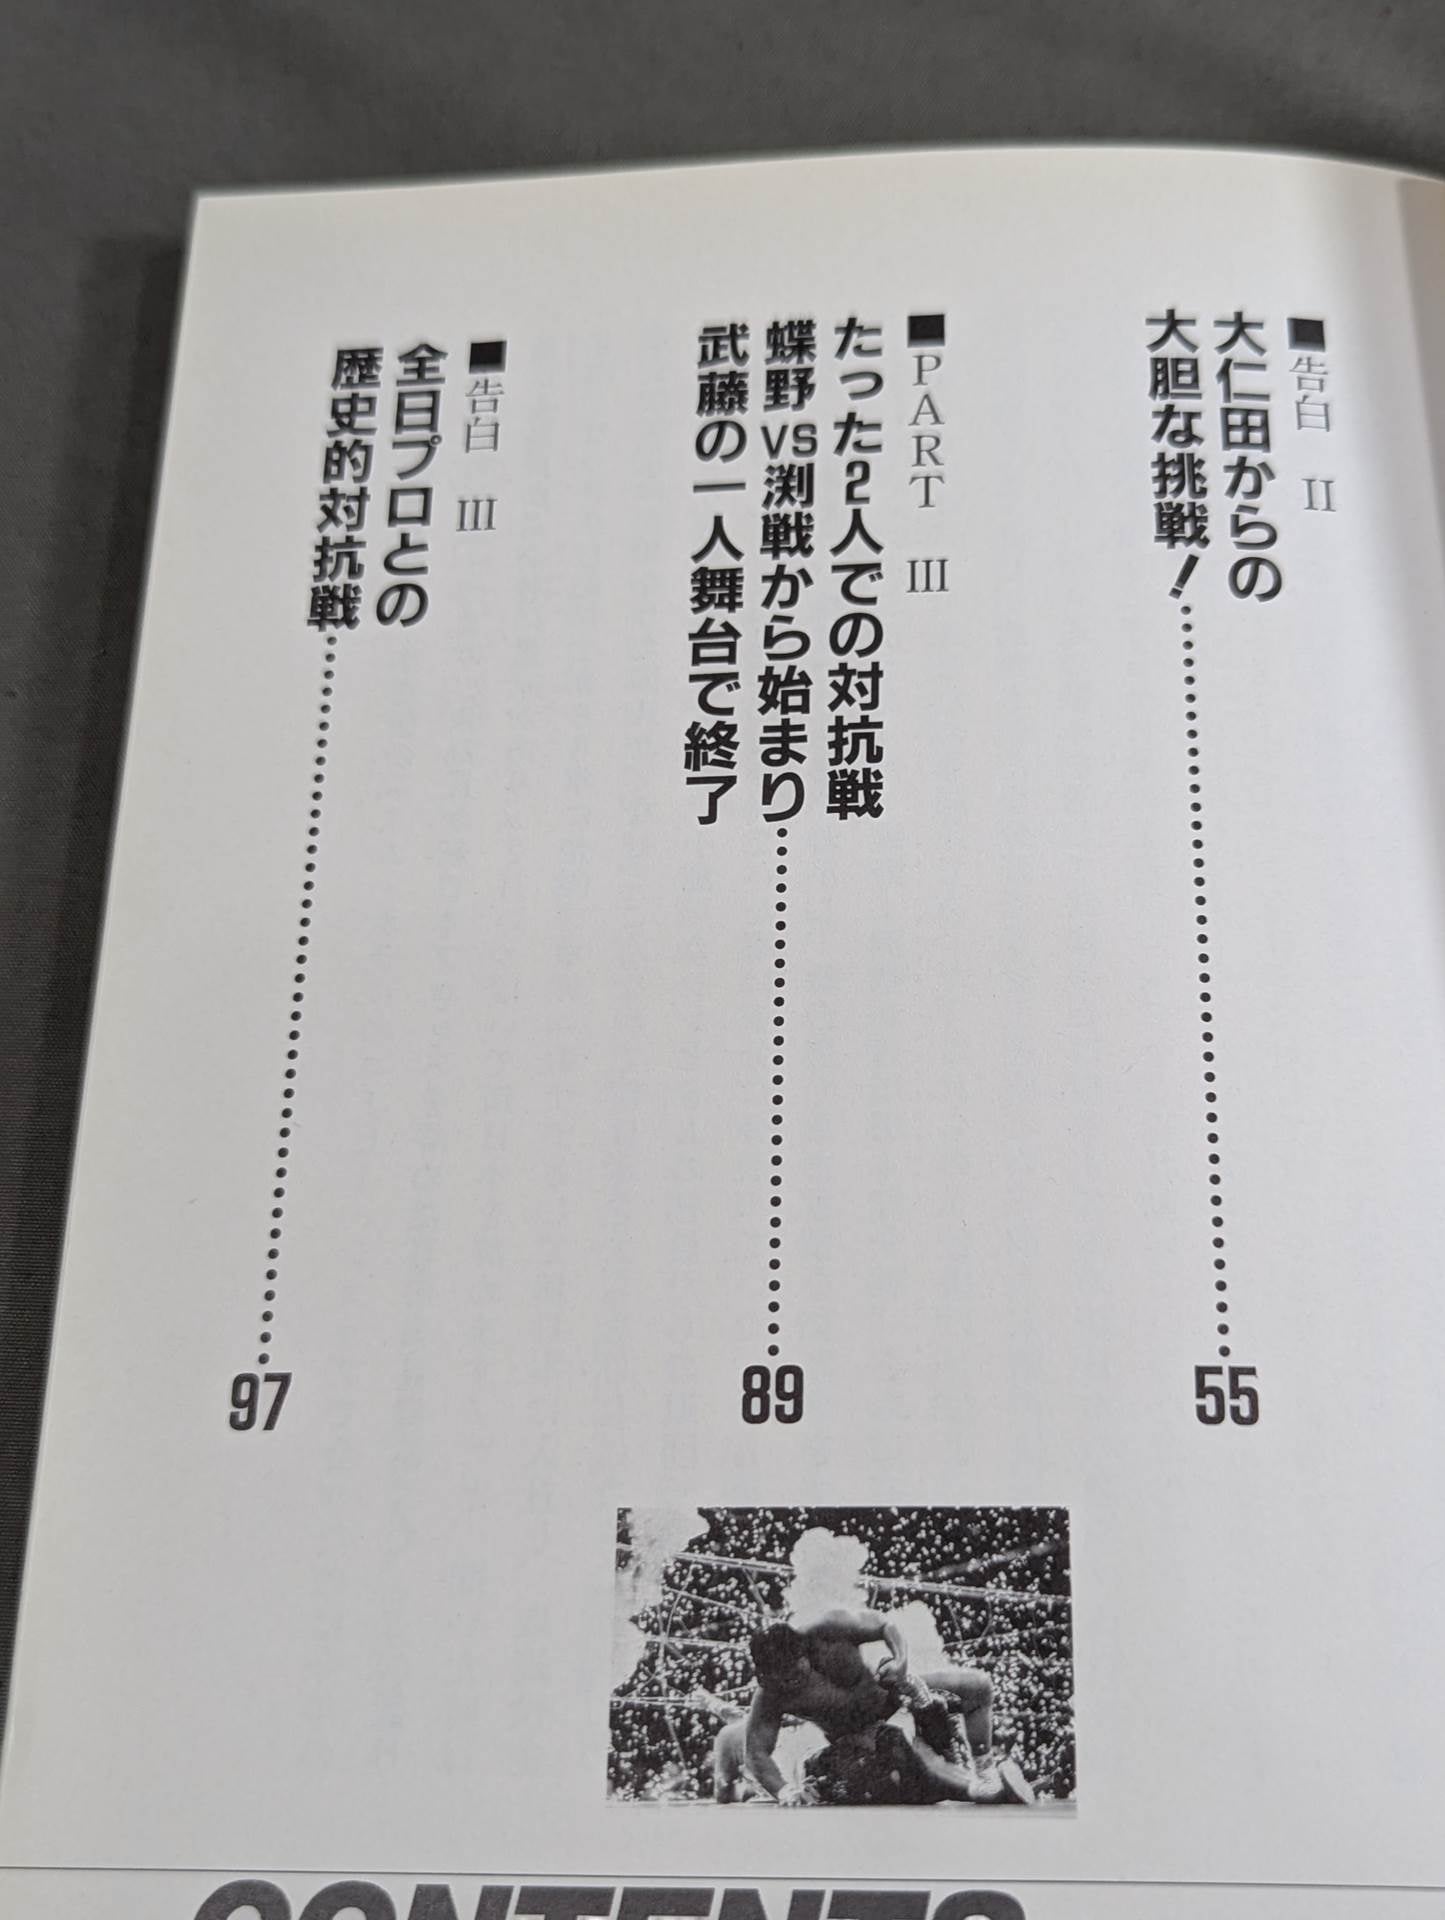 ■告白 II
大仁田からの
大胆な挑戦!……55
■PART III
たった2人での対抗戦
蝶野VS渕戦から始まり……89
武藤の一人舞台で終了
■告白 III
全日プロとの
歴史的対抗戦……97
CONTENTS